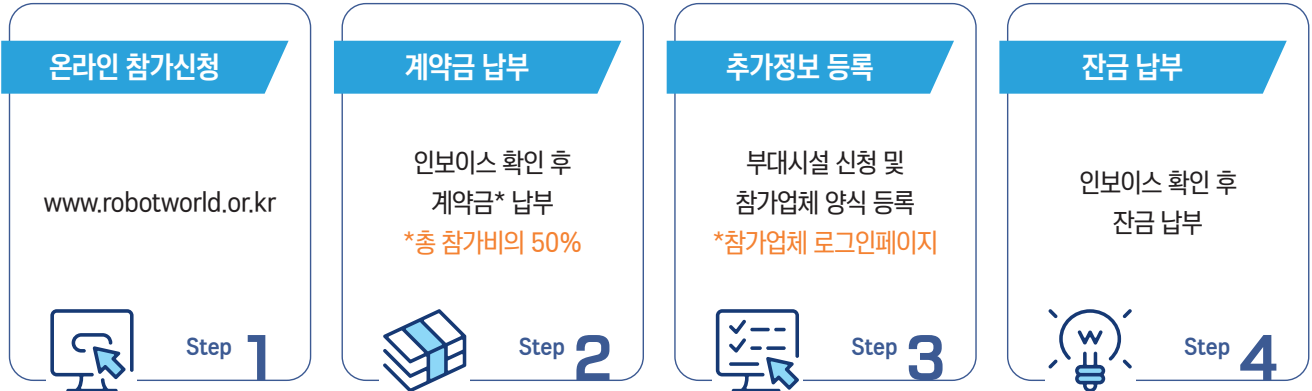 온라인 참가신청
www.robotworld.or.kr
Step 1
계약금 납부
인보이스 확인 후
계약금* 납부
*총 참가비의 50%
Step 2
추가정보 등록
부대시설 신청 및
참가업체 양식 등록
*참가업체 로그인페이지
Step 3
잔금 납부
인보이스 확인 후
잔금 납부
Step 4